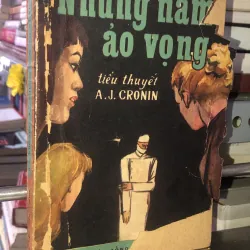 Những năm
ảo vọng
tiểu thuyết
A.J. CRONIN